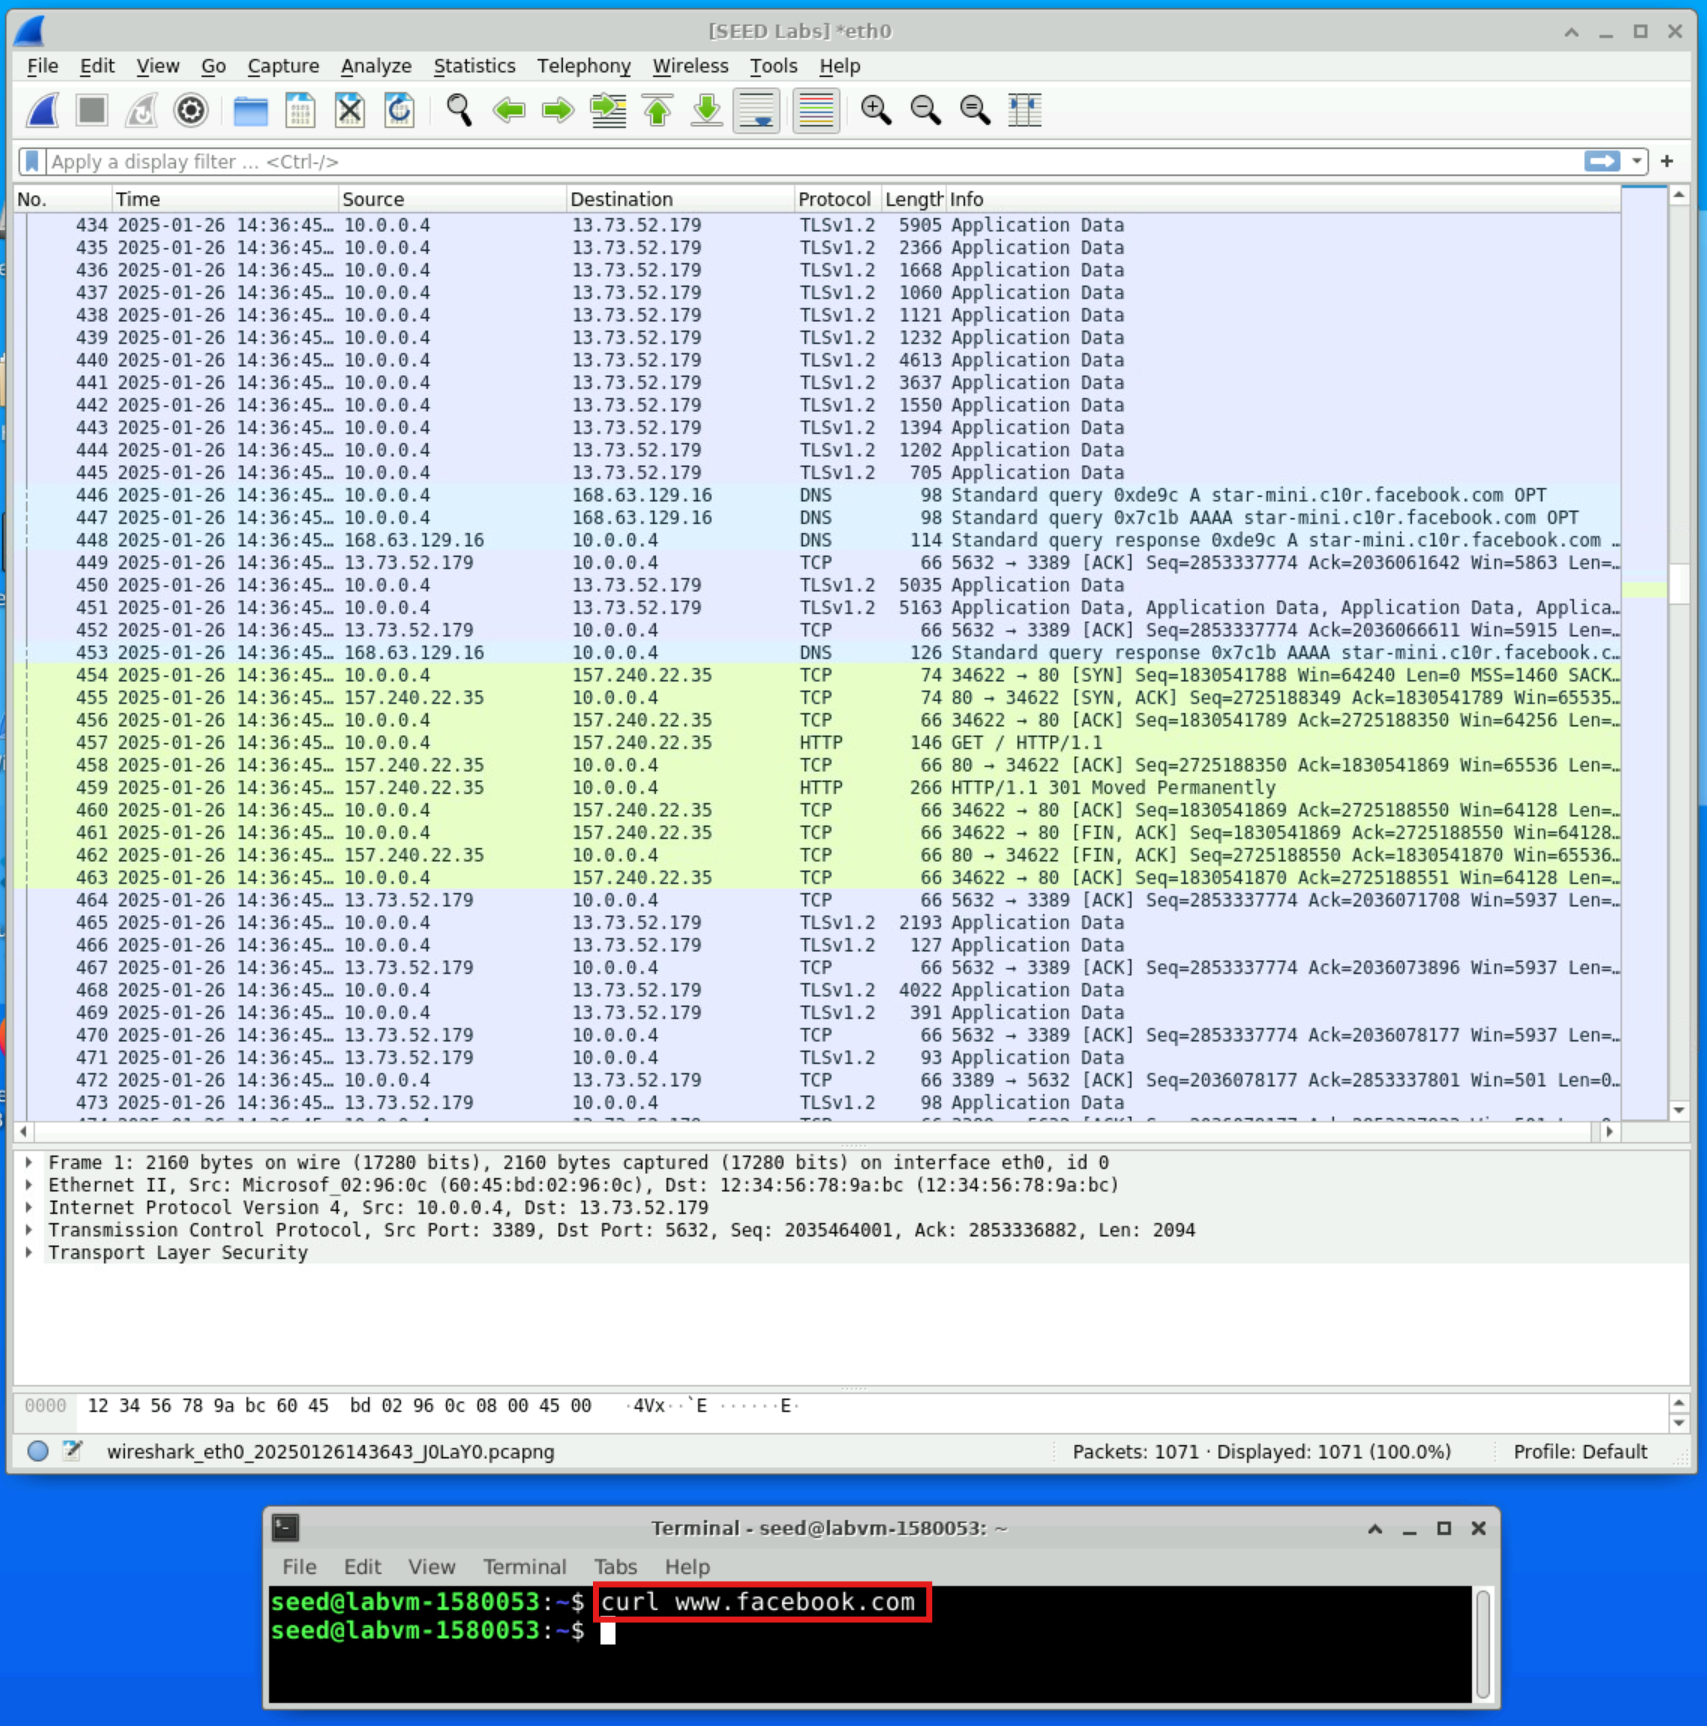 [SEED Labs] *eth0
File Edit View Go Capture Analyze Statistics Telephony Wireless Tools Help
Apply a display filter ... <Ctrl-/>
No. Time Source Destination Protocol Length Info
434 2025-01-26 14:36:45… 10.0.0.4 13.73.52.179 TLSv1.2 5905 Application Data
435 2025-01-26 14:36:45… 10.0.0.4 13.73.52.179 TLSv1.2 2366 Application Data
436 2025-01-26 14:36:45… 10.0.0.4 13.73.52.179 TLSv1.2 1668 Application Data
437 2025-01-26 14:36:45… 10.0.0.4 13.73.52.179 TLSv1.2 1060 Application Data
438 2025-01-26 14:36:45… 10.0.0.4 13.73.52.179 TLSv1.2 1121 Application Data
439 2025-01-26 14:36:45… 10.0.0.4 13.73.52.179 TLSv1.2 1232 Application Data
440 2025-01-26 14:36:45… 10.0.0.4 13.73.52.179 TLSv1.2 4613 Application Data
441 2025-01-26 14:36:45… 10.0.0.4 13.73.52.179 TLSv1.2 3637 Application Data
442 2025-01-26 14:36:45… 10.0.0.4 13.73.52.179 TLSv1.2 1550 Application Data
443 2025-01-26 14:36:45… 10.0.0.4 13.73.52.179 TLSv1.2 1394 Application Data
444 2025-01-26 14:36:45… 10.0.0.4 13.73.52.179 TLSv1.2 1202 Application Data
445 2025-01-26 14:36:45… 10.0.0.4 13.73.52.179 TLSv1.2 705 Application Data
446 2025-01-26 14:36:45… 10.0.0.4 168.63.129.16 DNS 98 Standard query 0xde9c A star-mini.c10r.facebook.com OPT
447 2025-01-26 14:36:45… 10.0.0.4 168.63.129.16 DNS 98 Standard query 0x7c1b AAAA star-mini.c10r.facebook.com OPT
448 2025-01-26 14:36:45… 168.63.129.16 10.0.0.4 DNS 114 Standard query response 0xde9c A star-mini.c10r.facebook.com …
449 2025-01-26 14:36:45… 13.73.52.179 10.0.0.4 TCP 66 5632 → 3389 [ACK] Seq=2853337774 Ack=2036061642 Win=5863 Len=…
450 2025-01-26 14:36:45… 10.0.0.4 13.73.52.179 TLSv1.2 5035 Application Data
451 2025-01-26 14:36:45… 10.0.0.4 13.73.52.179 TLSv1.2 5163 Application Data, Application Data, Application Data, Applica…
452 2025-01-26 14:36:45… 13.73.52.179 10.0.0.4 TCP 66 5632 → 3389 [ACK] Seq=2853337774 Ack=2036066611 Win=5915 Len=…
453 2025-01-26 14:36:45… 168.63.129.16 10.0.0.4 DNS 126 Standard query response 0x7c1b AAAA star-mini.c10r.facebook.c…
454 2025-01-26 14:36:45… 10.0.0.4 157.240.22.35 TCP 74 34622 → 80 [SYN] Seq=1830541788 Win=64240 Len=0 MSS=1460 SACK…
455 2025-01-26 14:36:45… 157.240.22.35 10.0.0.4 TCP 74 80 → 34622 [SYN, ACK] Seq=2725188349 Ack=1830541789 Win=65535…
456 2025-01-26 14:36:45… 10.0.0.4 157.240.22.35 TCP 66 34622 → 80 [ACK] Seq=1830541789 Ack=2725188350 Win=64256 Len=…
457 2025-01-26 14:36:45… 10.0.0.4 157.240.22.35 HTTP 146 GET / HTTP/1.1
458 2025-01-26 14:36:45… 157.240.22.35 10.0.0.4 TCP 66 80 → 34622 [ACK] Seq=2725188350 Ack=1830541869 Win=65536 Len=…
459 2025-01-26 14:36:45… 157.240.22.35 10.0.0.4 HTTP 266 HTTP/1.1 301 Moved Permanently
460 2025-01-26 14:36:45… 10.0.0.4 157.240.22.35 TCP 66 34622 → 80 [ACK] Seq=1830541869 Ack=2725188550 Win=64128 Len=…
461 2025-01-26 14:36:45… 10.0.0.4 157.240.22.35 TCP 66 34622 → 80 [FIN, ACK] Seq=1830541869 Ack=2725188550 Win=64128…
462 2025-01-26 14:36:45… 157.240.22.35 10.0.0.4 TCP 66 80 → 34622 [FIN, ACK] Seq=2725188550 Ack=1830541870 Win=65536…
463 2025-01-26 14:36:45… 10.0.0.4 157.240.22.35 TCP 66 34622 → 80 [ACK] Seq=1830541870 Ack=2725188551 Win=64128 Len=…
464 2025-01-26 14:36:45… 13.73.52.179 10.0.0.4 TCP 66 5632 → 3389 [ACK] Seq=2853337774 Ack=2036071708 Win=5937 Len=…
465 2025-01-26 14:36:45… 10.0.0.4 13.73.52.179 TLSv1.2 2193 Application Data
466 2025-01-26 14:36:45… 10.0.0.4 13.73.52.179 TLSv1.2 127 Application Data
467 2025-01-26 14:36:45… 13.73.52.179 10.0.0.4 TCP 66 5632 → 3389 [ACK] Seq=2853337774 Ack=2036073896 Win=5937 Len=…
468 2025-01-26 14:36:45… 10.0.0.4 13.73.52.179 TLSv1.2 4022 Application Data
469 2025-01-26 14:36:45… 10.0.0.4 13.73.52.179 TLSv1.2 391 Application Data
470 2025-01-26 14:36:45… 13.73.52.179 10.0.0.4 TCP 66 5632 → 3389 [ACK] Seq=2853337774 Ack=2036078177 Win=5937 Len=…
471 2025-01-26 14:36:45… 13.73.52.179 10.0.0.4 TLSv1.2 93 Application Data
472 2025-01-26 14:36:45… 10.0.0.4 13.73.52.179 TCP 66 3389 → 5632 [ACK] Seq=2036078177 Ack=2853337801 Win=501 Len=0…
473 2025-01-26 14:36:45… 13.73.52.179 10.0.0.4 TLSv1.2 98 Application Data
Frame 1: 2160 bytes on wire (17280 bits), 2160 bytes captured (17280 bits) on interface eth0, id 0
Ethernet II, Src: Microsof_02:96:0c (60:45:bd:02:96:0c), Dst: 12:34:56:78:9a:bc (12:34:56:78:9a:bc)
Internet Protocol Version 4, Src: 10.0.0.4, Dst: 13.73.52.179
Transmission Control Protocol, Src Port: 3389, Dst Port: 5632, Seq: 2035464001, Ack: 2853336882, Len: 2094
Transport Layer Security
0000 12 34 56 78 9a bc 60 45 bd 02 96 0c 08 00 45 00 ·4Vx··`E ······E·
wireshark_eth0_20250126143643_J0LaY0.pcapng Packets: 1071 · Displayed: 1071 (100.0%) Profile: Default
Terminal - seed@labvm-1580053: ~
File Edit View Terminal Tabs Help
seed@labvm-1580053:~$ curl www.facebook.com
seed@labvm-1580053:~$